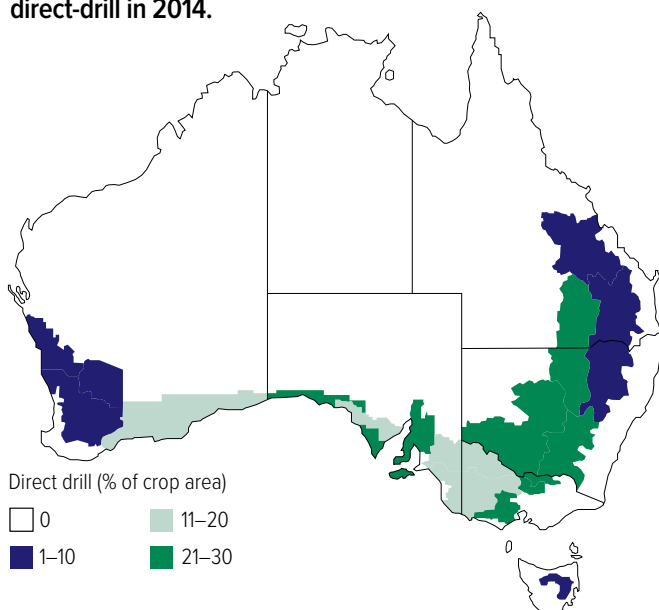 direct-drill in 2014.
Direct drill (% of crop area)
0
11–20
1–10
21–30